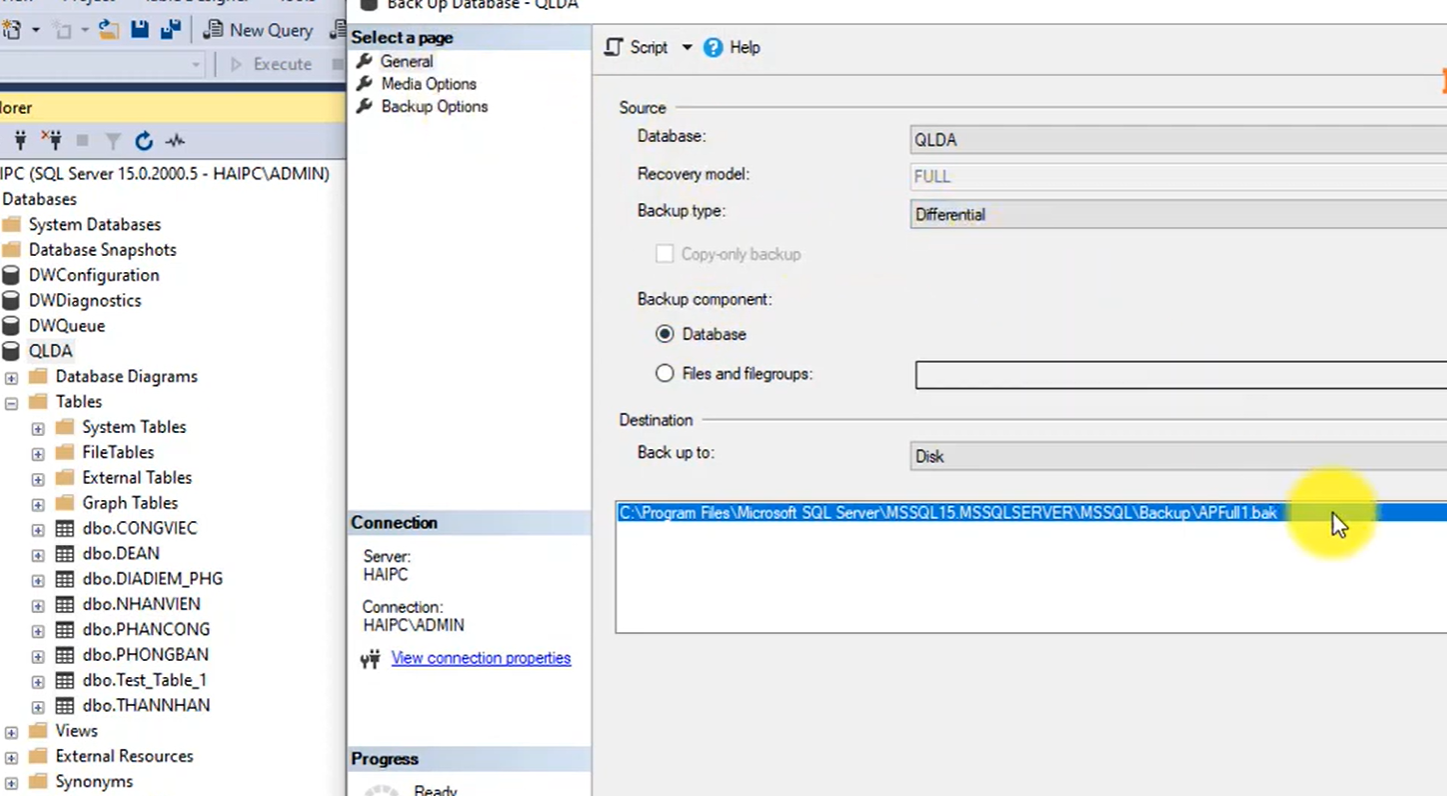 Back Up Database - QLDA
New Query
Execute
Select a page
General
Media Options
Backup Options
Script
Help
Source
Database:
QLDA
Recovery model:
FULL
Backup type:
Differential
Copy-only backup
Backup component:
Database
Files and filegroups:
Destination
Back up to:
Disk
C:\Program Files\Microsoft SQL Server\MSSQL15.MSSQLSERVER\MSSQL\Backup\APFull1.bak
Connection
Server:
HAIPC
Connection:
HAIPC\ADMIN
View connection properties
Progress
Ready
lorer
IPC (SQL Server 15.0.2000.5 - HAIPC\ADMIN)
Databases
System Databases
Database Snapshots
DWConfiguration
DWDiagnostics
DWQueue
QLDA
Database Diagrams
Tables
System Tables
FileTables
External Tables
Graph Tables
dbo.CONGVIEC
dbo.DEAN
dbo.DIADIEM_PHG
dbo.NHANVIEN
dbo.PHANCONG
dbo.PHONGBAN
dbo.Test_Table_1
dbo.THANNHAN
Views
External Resources
Synonyms